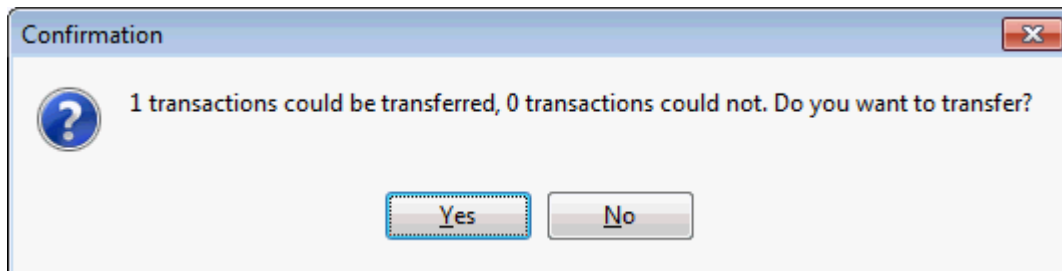 Confirmation
1 transactions could be transferred, 0 transactions could not. Do you want to transfer?
Yes No